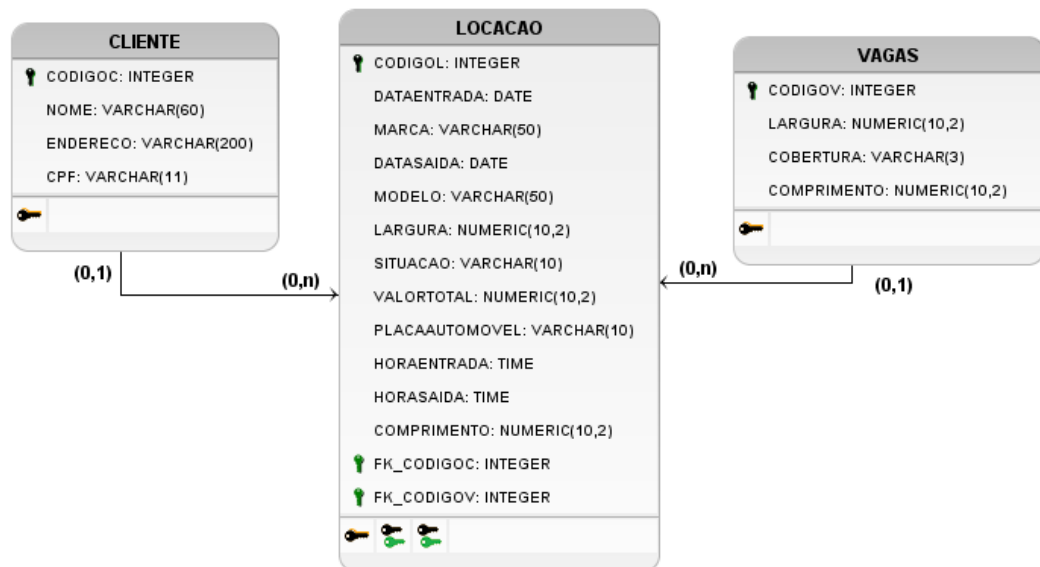 CLIENTE
CODIGOC: INTEGER
NOME: VARCHAR(60)
ENDERECO: VARCHAR(200)
CPF: VARCHAR(11)
(0,1)
(0,n)
LOCACAO
CODIGOL: INTEGER
DATAENTRADA: DATE
MARCA: VARCHAR(50)
DATASAIDA: DATE
MODELO: VARCHAR(50)
LARGURA: NUMERIC(10,2)
SITUACAO: VARCHAR(10)
VALORTOTAL: NUMERIC(10,2)
PLACAAUTOMOVEL: VARCHAR(10)
HORAENTRADA: TIME
HORASAIDA: TIME
COMPRIMENTO: NUMERIC(10,2)
FK_CODIGOC: INTEGER
FK_CODIGOV: INTEGER
VAGAS
CODIGOV: INTEGER
LARGURA: NUMERIC(10,2)
COBERTURA: VARCHAR(3)
COMPRIMENTO: NUMERIC(10,2)
(0,n)
(0,1)